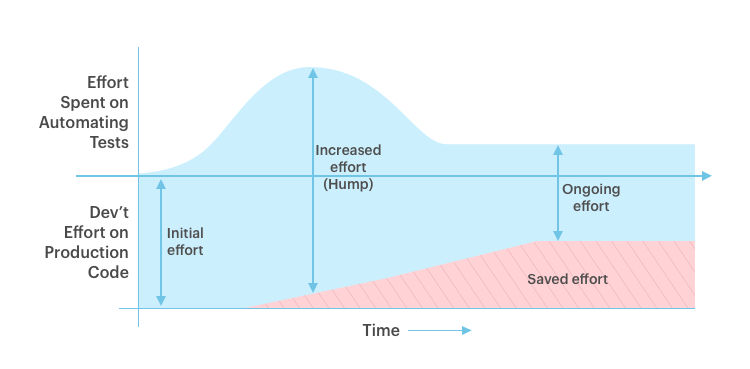 Effort
Spent on
Automating
Tests
Increased
effort
(Hump)
Ongoing
effort
Dev't
Effort on
Production
Code
Initial
effort
Saved effort
Time